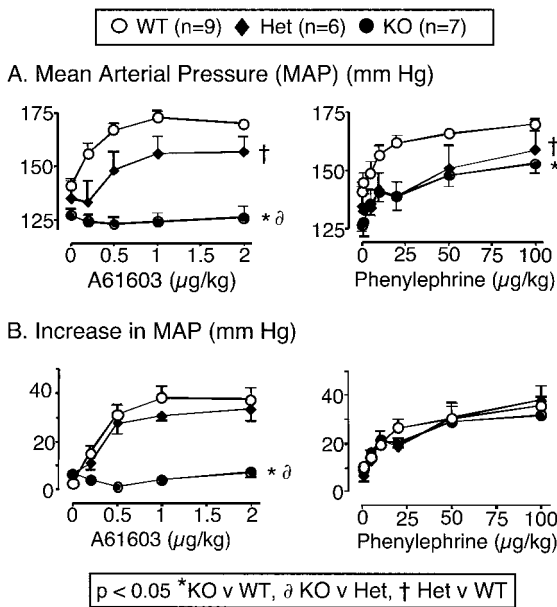 WT (n=9) Het (n=6) KO (n=7)
A. Mean Arterial Pressure (MAP) (mm Hg)
175 175
150 150
125 125
†
* ∂
†
*
0 0.5 1 1.5 2
0 25 50 75 100
A61603 (µg/kg) Phenylephrine (µg/kg)
B. Increase in MAP (mm Hg)
40 40
20 20
0 0
* ∂
0 0.5 1 1.5 2
0 25 50 75 100
A61603 (µg/kg) Phenylephrine (µg/kg)
p < 0.05 *KO v WT, ∂ KO v Het, † Het v WT